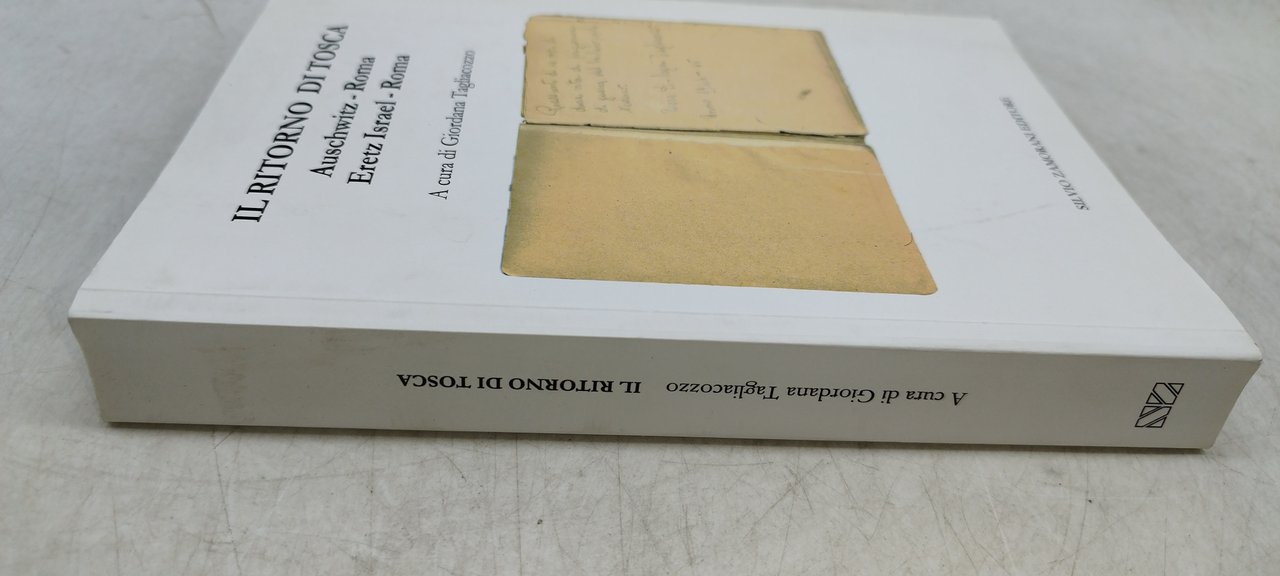 IL RITORNO DI TOSCA
Auschwitz - Roma
Eretz Israel - Roma
A cura di Giordana Tagliacozzo
SILVIO ZAMORANI EDITORE
A cura di Giordana Tagliacozzo IL RITORNO DI TOSCA